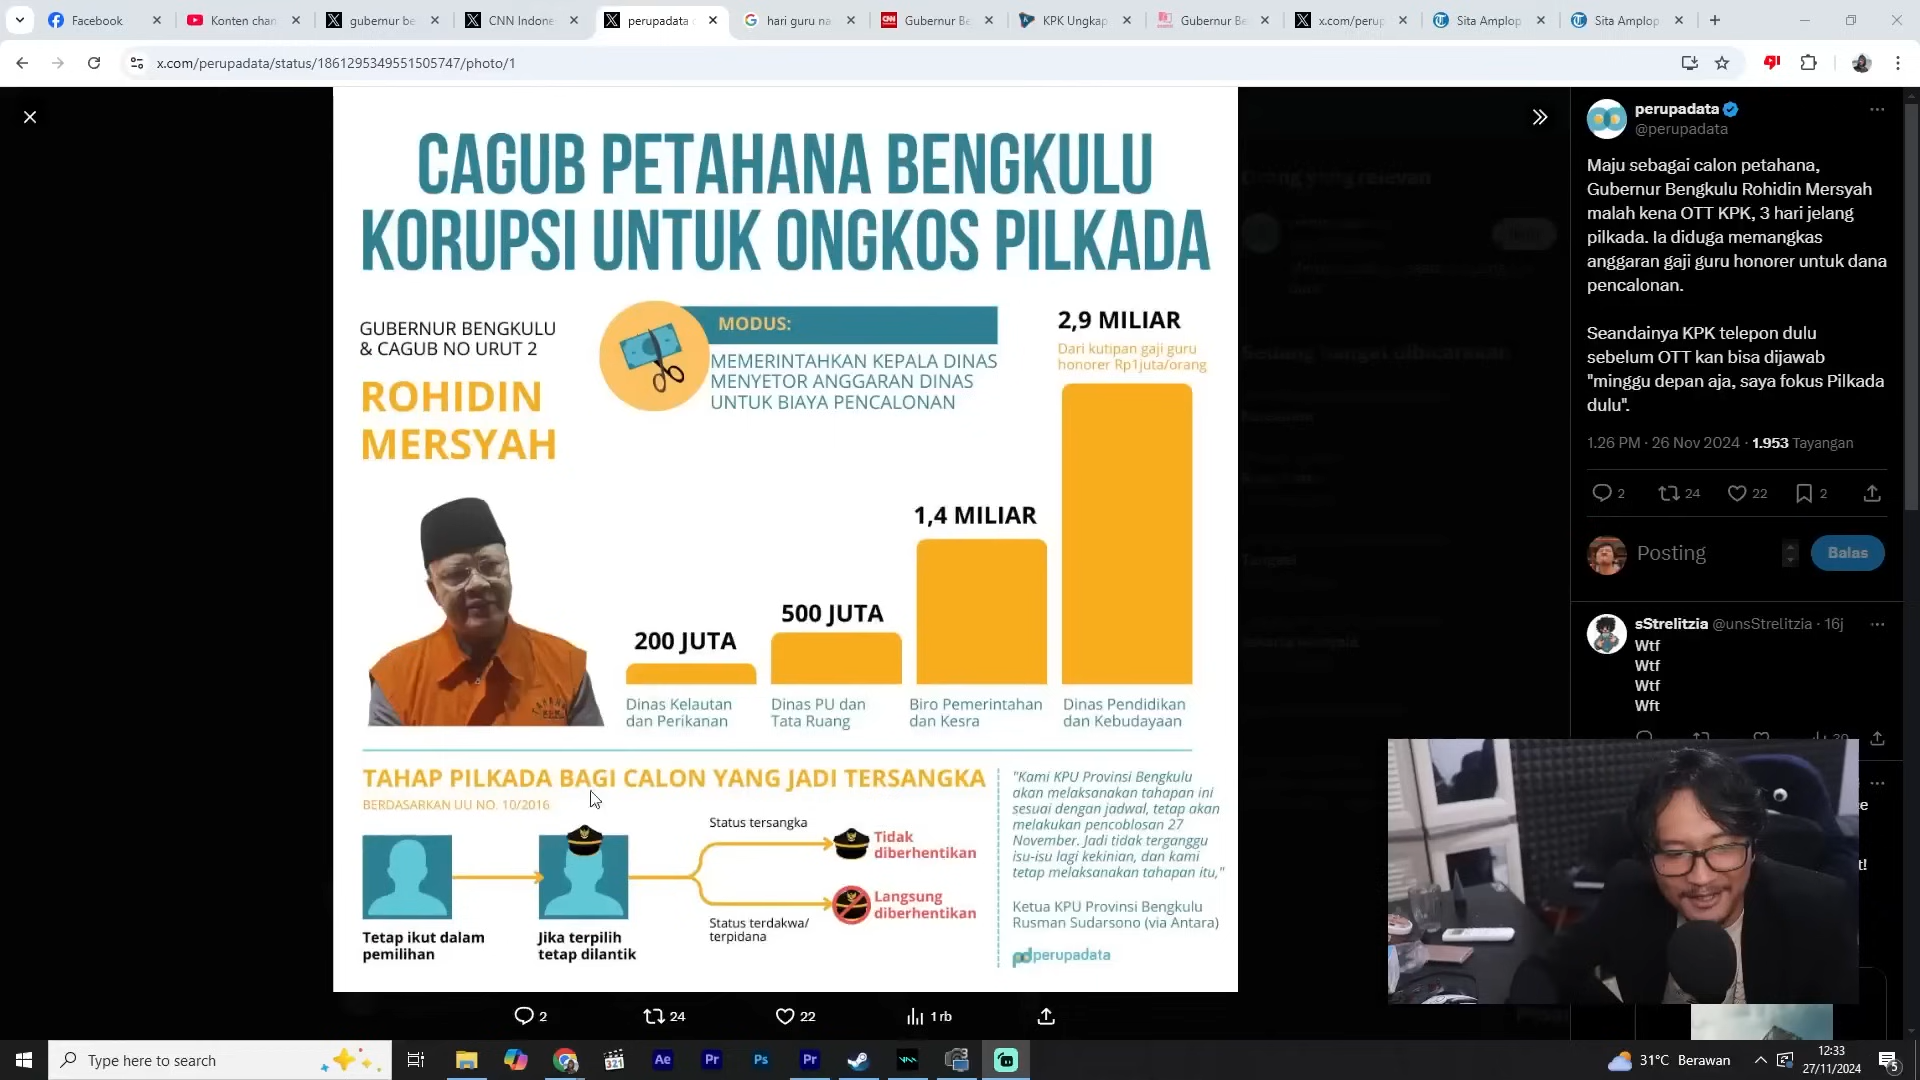 Facebook
Konten chan
gubernur be
CNN Indone
perupadata
hari guru na
Gubernur Be
KPK Ungkap
Gubernur Be
x.com/perup
Sita Amplop
Sita Amplop
x.com/perupadata/status/1861295349551505747/photo/1
CAGUB PETAHANA BENGKULU
KORUPSI UNTUK ONGKOS PILKADA
GUBERNUR BENGKULU
& CAGUB NO URUT 2
ROHIDIN
MERSYAH
MODUS:
MEMERINTAHKAN KEPALA DINAS
MENYETOR ANGGARAN DINAS
UNTUK BIAYA PENCALONAN
2,9 MILIAR
Dari kutipan gaji guru
honorer Rp1juta/orang
1,4 MILIAR
500 JUTA
200 JUTA
Dinas Kelautan
dan Perikanan
Dinas PU dan
Tata Ruang
Biro Pemerintahan
dan Kesra
Dinas Pendidikan
dan Kebudayaan
TAHAP PILKADA BAGI CALON YANG JADI TERSANGKA
BERDASARKAN UU NO. 10/2016
Tetap ikut dalam
pemilihan
Jika terpilih
tetap dilantik
Status tersangka
Tidak
diberhentikan
Status terdakwa/
terpidana
Langsung
diberhentikan
"Kami KPU Provinsi Bengkulu
akan melaksanakan tahapan ini
sesuai dengan jadwal, tetap akan
melakukan pencoblosan 27
November. Jadi tidak terganggu
isu-isu lagi kekinian, dan kami
tetap melaksanakan tahapan itu,"
Ketua KPU Provinsi Bengkulu
Rusman Sudarsono (via Antara)
pd perupadata
2
24
22
1 rb
perupadata
@perupadata
Maju sebagai calon petahana,
Gubernur Bengkulu Rohidin Mersyah
malah kena OTT KPK, 3 hari jelang
pilkada. Ia diduga memangkas
anggaran gaji guru honorer untuk dana
pencalonan.
Seandainya KPK telepon dulu
sebelum OTT kan bisa dijawab
"minggu depan aja, saya fokus Pilkada
dulu".
1.26 PM · 26 Nov 2024 · 1.953 Tayangan
2
24
22
2
Posting
Balas
sStrelitzia @unsStrelitzia · 16j
Wtf
Wtf
Wtf
Wft
Type here to search
321
Ae
Pr
Ps
Pr
31°C Berawan
12:33
27/11/2024
5